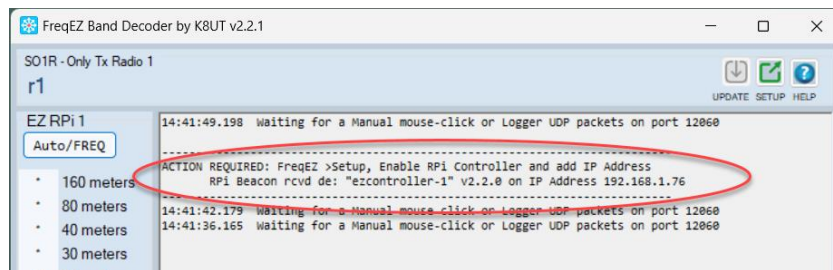 FreqEZ Band Decoder by K8UT v2.2.1
SO1R - Only Tx Radio 1
r1
UPDATE SETUP HELP
EZ RPi 1
Auto/FREQ
160 meters
80 meters
40 meters
30 meters
14:41:49.198 Waiting for a Manual mouse-click or Logger UDP packets on port 12060
----------------------------------------------------------------------
ACTION REQUIRED: FreqEZ >Setup, Enable RPi Controller and add IP Address
RPi Beacon rcvd de: "ezcontroller-1" v2.2.0 on IP Address 192.168.1.76
----------------------------------------------------------------------
14:41:42.179 Waiting for a Manual mouse-click or Logger UDP packets on port 12060
14:41:36.165 Waiting for a Manual mouse-click or Logger UDP packets on port 12060